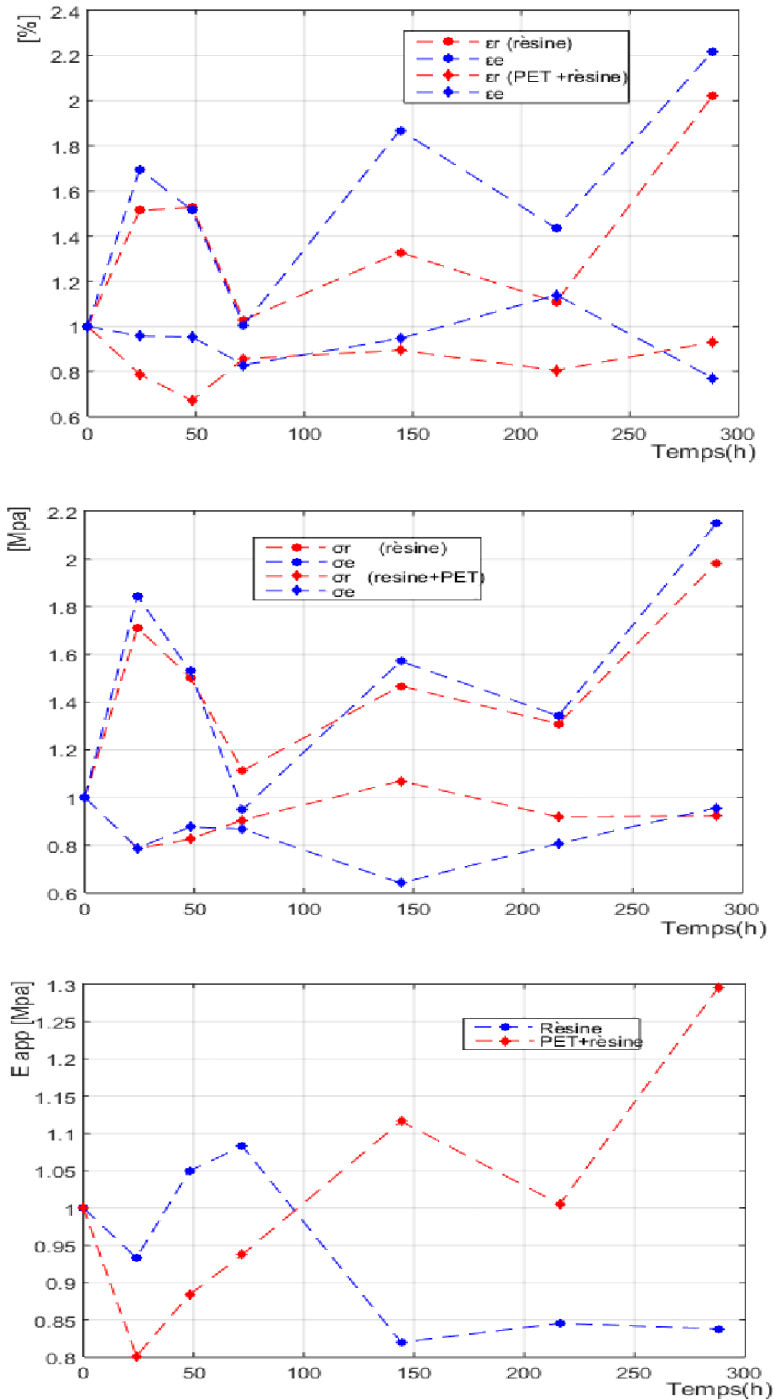 [%]
2.4
2.2
2
1.8
1.6
1.4
1.2
1
0.8
0.6
εr (rèsine)
εe
εr (PET +rèsine)
εe
0 50 100 150 200 250 300
Temps(h)
[Mpa]
2.2
2
1.8
1.6
1.4
1.2
1
0.8
0.6
σr (rèsine)
σe
σr (resine+PET)
σe
0 50 100 150 200 250 300
Temps(h)
E app [Mpa]
1.3
1.25
1.2
1.15
1.1
1.05
1
0.95
0.9
0.85
0.8
Rèsine
PET+rèsine
0 50 100 150 200 250 300
Temps(h)